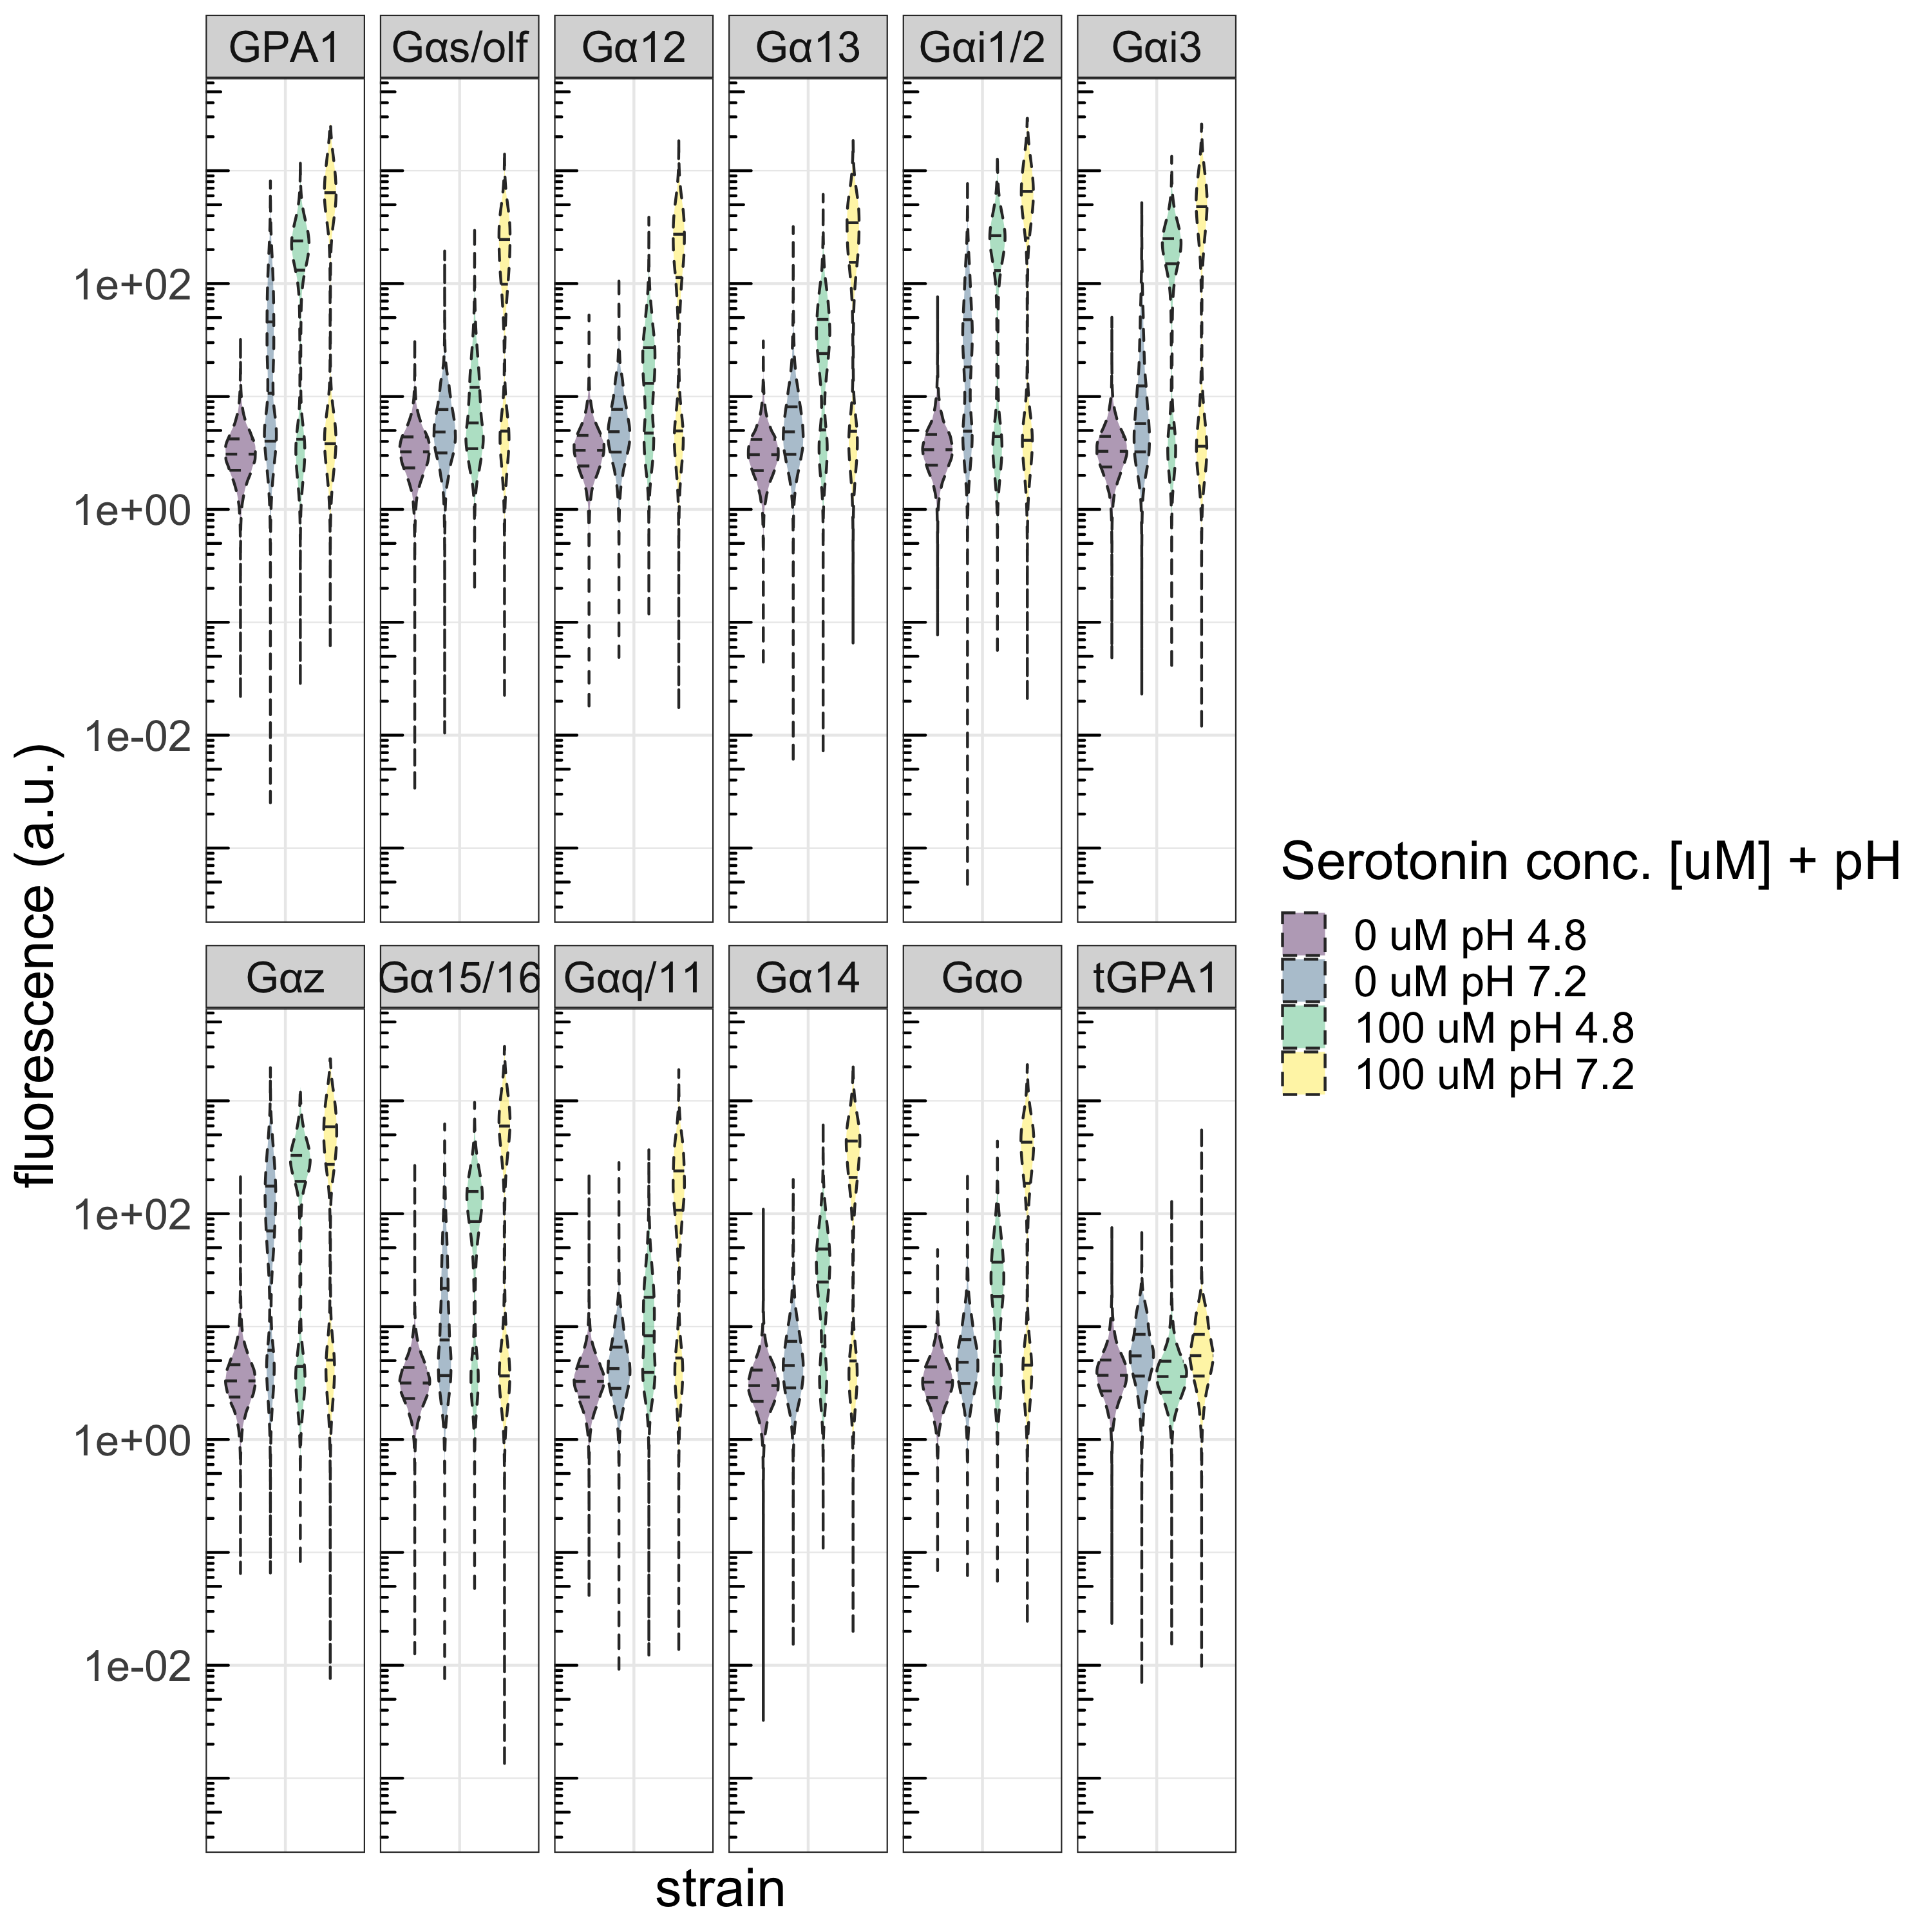 GPA1 Gαs/olf Gα12 Gα13 Gαi1/2 Gαi3
1e+02
1e+00
1e-02
fluorescence (a.u.)
Serotonin conc. [uM] + pH
0 uM pH 4.8
0 uM pH 7.2
100 uM pH 4.8
100 uM pH 7.2
Gαz Gα15/16 Gαq/11 Gα14 Gαo tGPA1
1e+02
1e+00
1e-02
strain